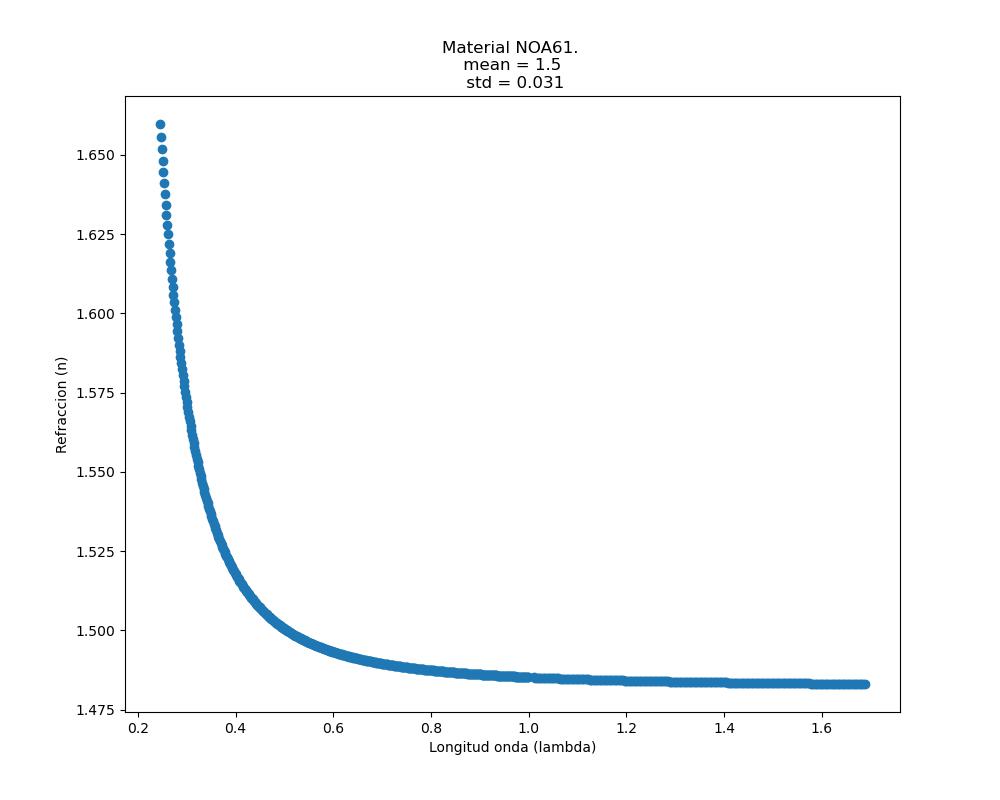 Material NOA61.
mean = 1.5
std = 0.031
Refraccion (n)
1.650
1.625
1.600
1.575
1.550
1.525
1.500
1.475
0.2 0.4 0.6 0.8 1.0 1.2 1.4 1.6
Longitud onda (lambda)